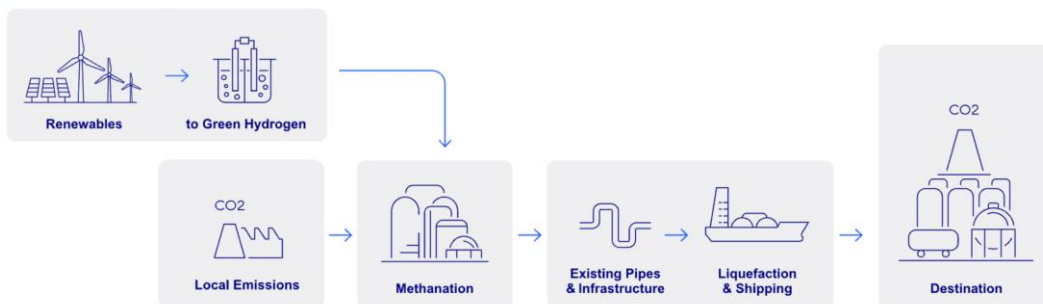 Renewables
to Green Hydrogen
CO2
Local Emissions
Methanation
Existing Pipes
& Infrastructure
Liquefaction
& Shipping
CO2
Destination